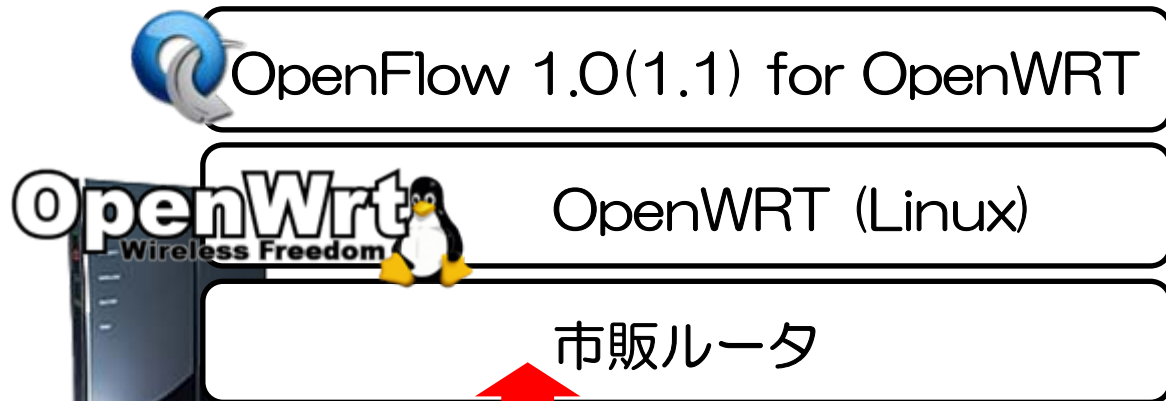 OpenFlow 1.0(1.1) for OpenWRT
OpenWrt
Wireless Freedom
OpenWRT (Linux)
市販ルータ